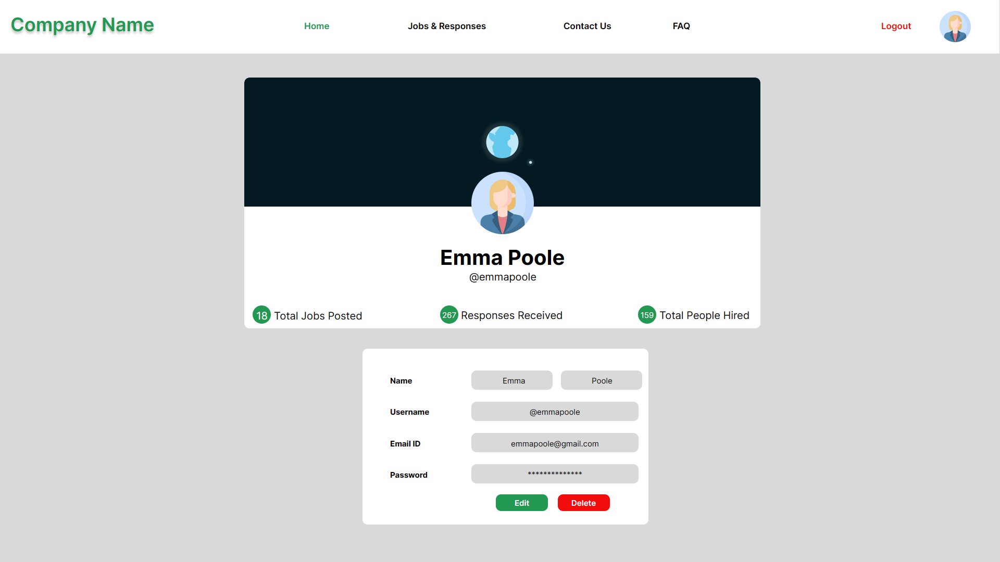 Company Name
Home
Jobs & Responses
Contact Us
FAQ
Logout
Emma Poole
@emmapoole
18 Total Jobs Posted
267 Responses Received
159 Total People Hired
Name
Emma
Poole
Username
@emmapoole
Email ID
emmapoole@gmail.com
Password
**************
Edit
Delete